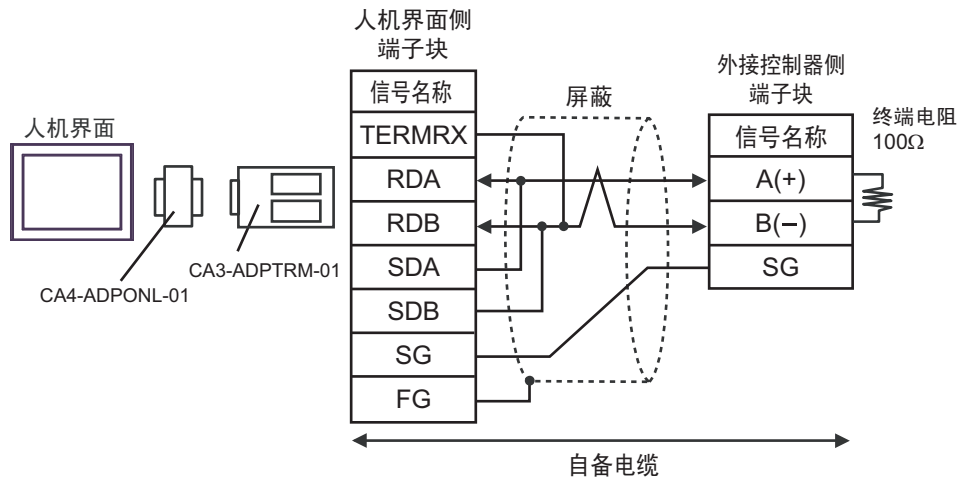 人机界面
CA4-ADPONL-01
CA3-ADPTRM-01
人机界面侧
端子块
信号名称
TERMRX
RDA
RDB
SDA
SDB
SG
FG
屏蔽
外接控制器侧
端子块
信号名称
A(+)
B(−)
SG
终端电阻
100Ω
自备电缆